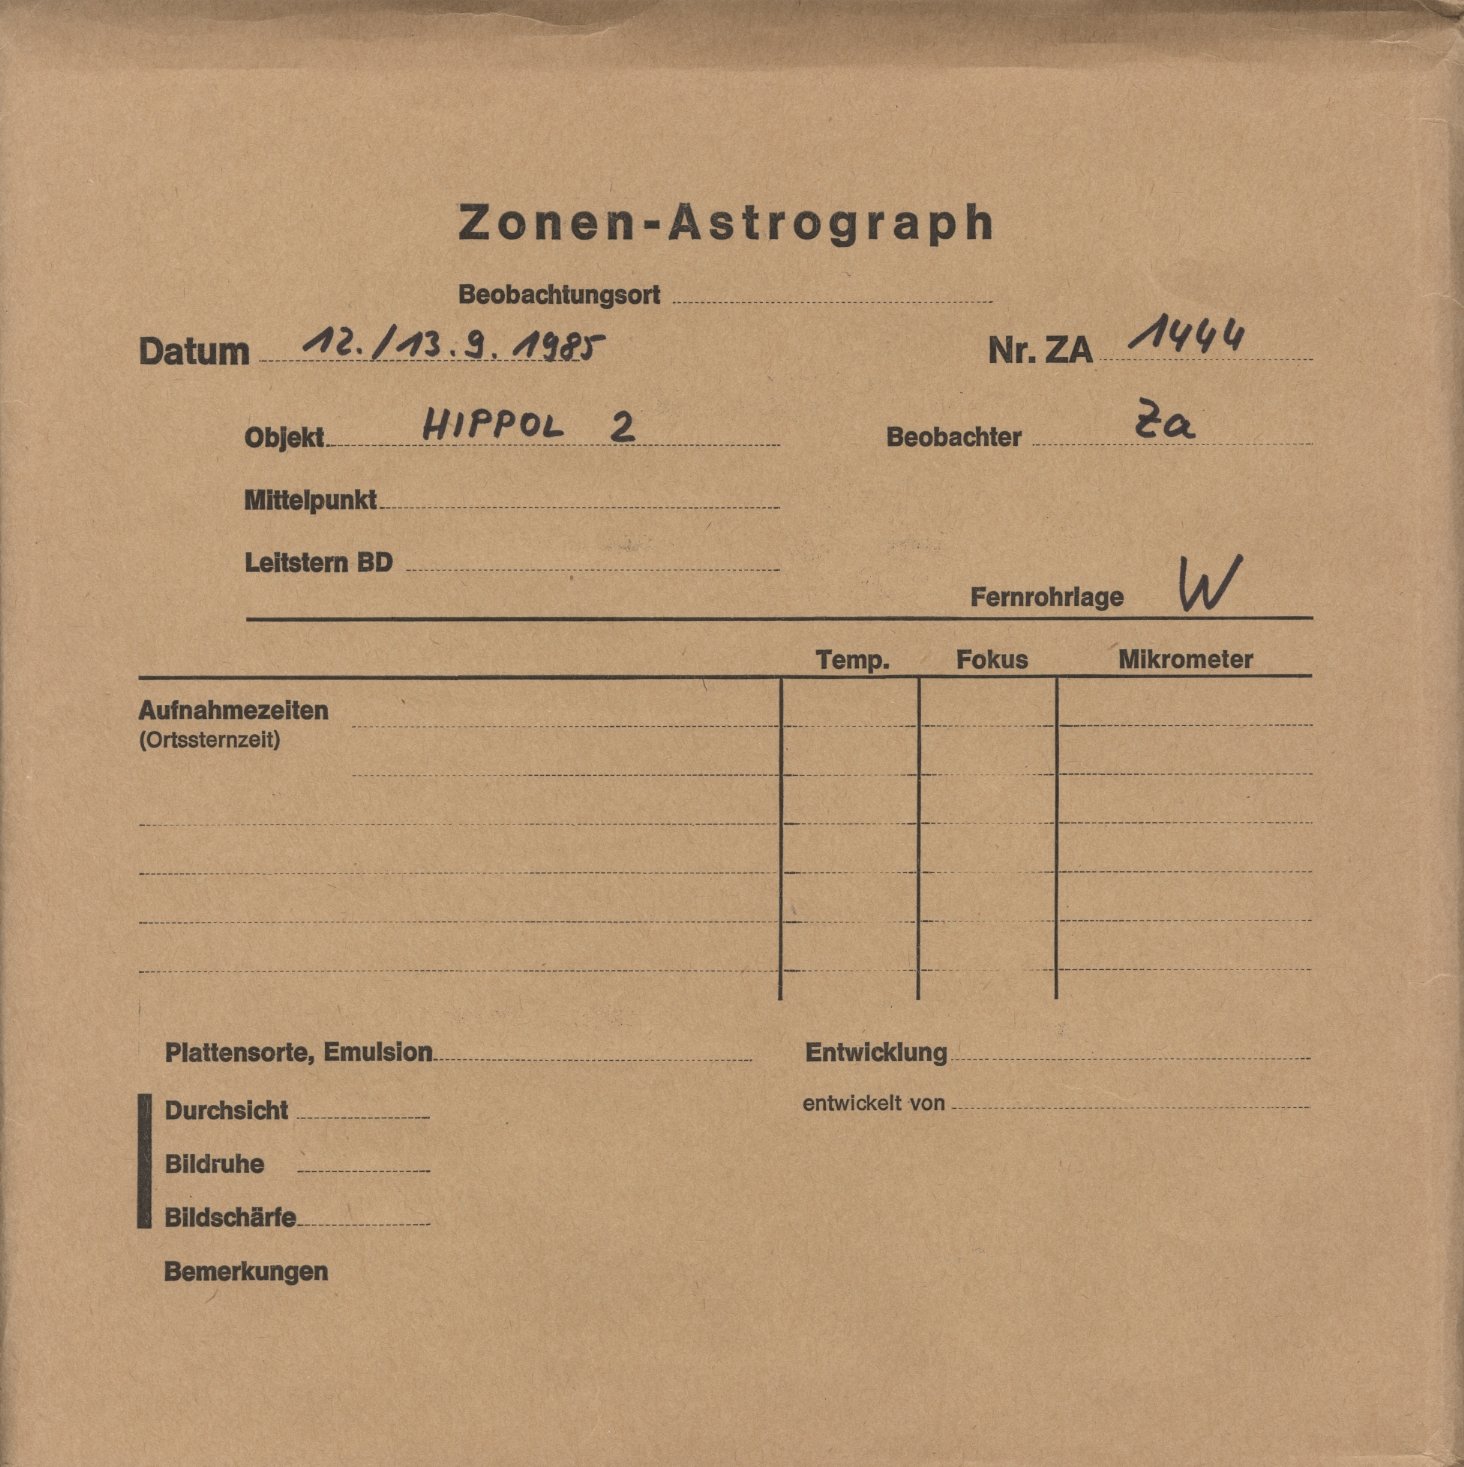 Zonen-Astrograph
Beobachtungsort
Datum 12./13.9.1985 Nr. ZA 1444
Objekt HIPPOL 2 Beobachter Za
Mittelpunkt
Leitstern BD
Fernrohrlage W
Temp. Fokus Mikrometer
Aufnahmezeiten
(Ortssternzeit)
Plattensorte, Emulsion Entwicklung
Durchsicht entwickelt von
Bildruhe
Bildschärfe
Bemerkungen